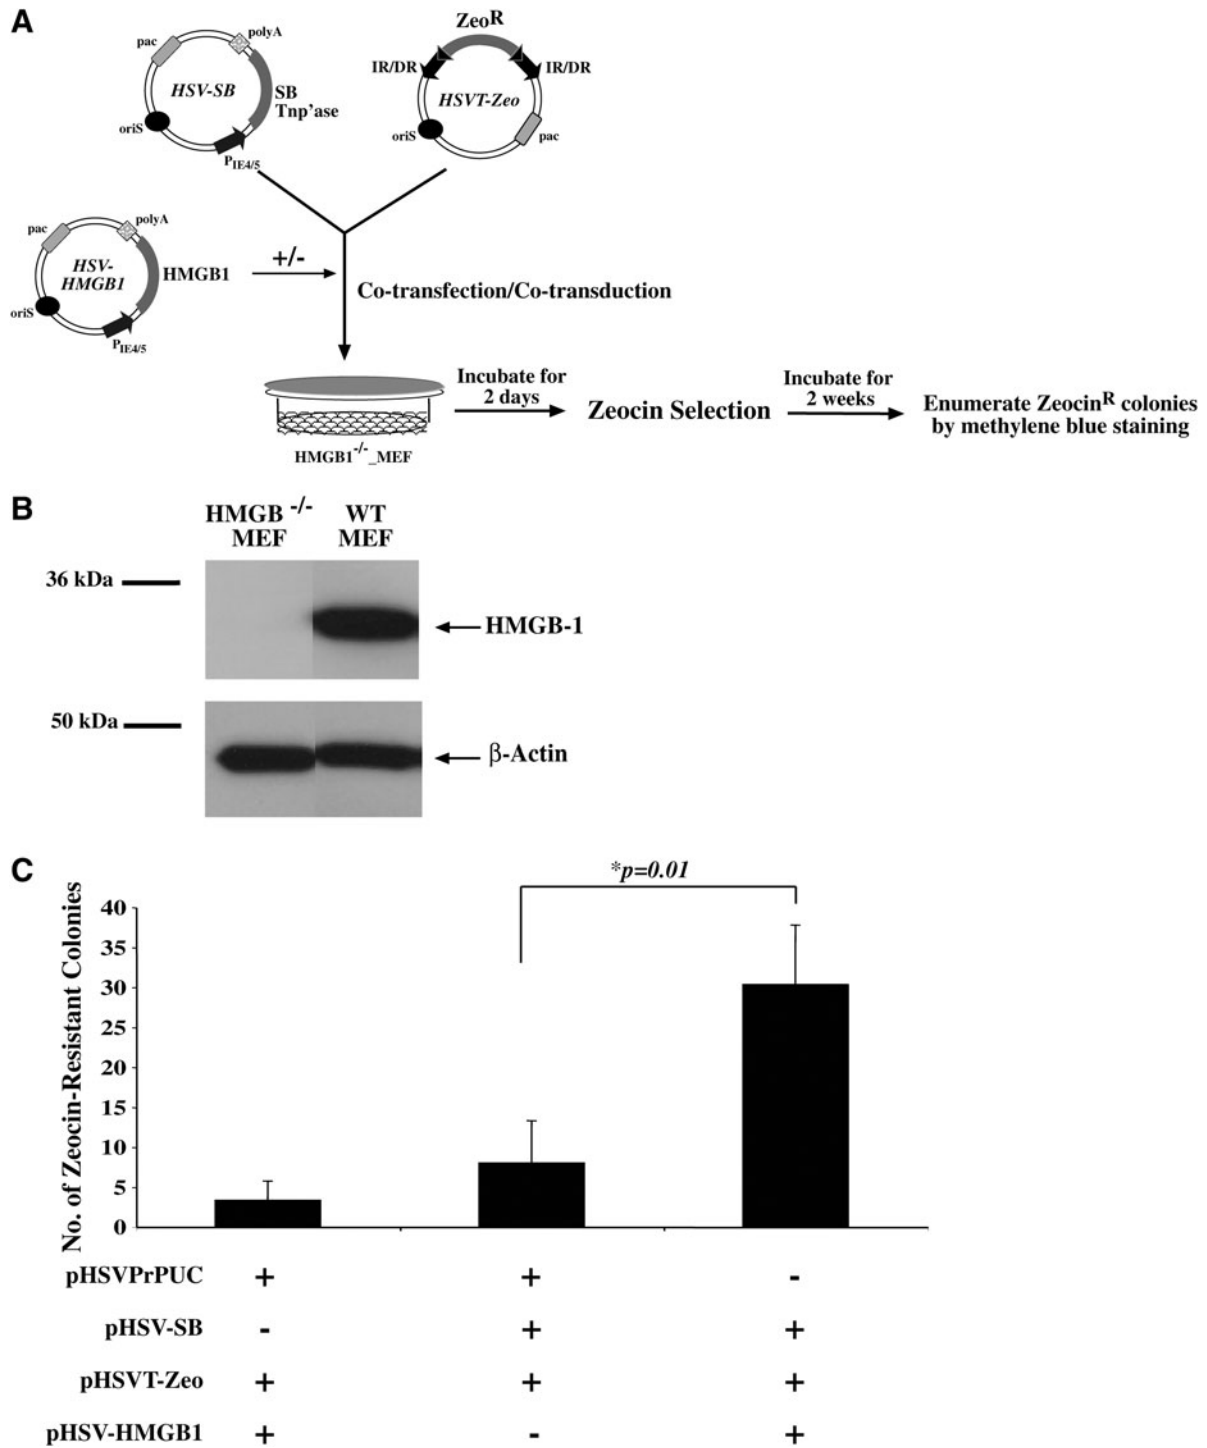 A
pac
polyA
HSV-SB
SB
Tnp'ase
oriS
PIE4/5
ZeoR
IR/DR
IR/DR
HSVT-Zeo
oriS
pac
pac
polyA
HSV-
HMGB1
HMGB1
oriS
PIE4/5
+/-
Co-transfection/Co-transduction
Incubate for
2 days
Zeocin Selection
Incubate for
2 weeks
Enumerate ZeocinR colonies
by methylene blue staining
HMGB1-/-_MEF
B
HMGB -/-
MEF
WT
MEF
36 kDa
HMGB-1
50 kDa
β-Actin
C
*p=0.01
No. of Zeocin-Resistant Colonies
40
35
30
25
20
15
10
5
0
pHSVPrPUC + + -
pHSV-SB - + +
pHSVT-Zeo + + +
pHSV-HMGB1 + - +